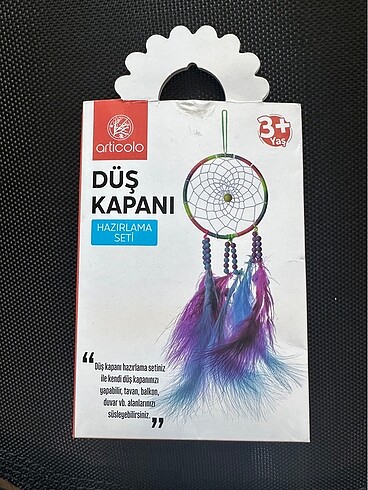 articolo
3+
Yaş
DÜŞ
KAPANI
HAZIRLAMA
SETİ
“Düş kapanı hazırlama setiniz
ile kendi düş kapanınızı
yapabilir, tavan, balkon,
duvar vb. alanlarınızı
süsleyebilirsiniz.”